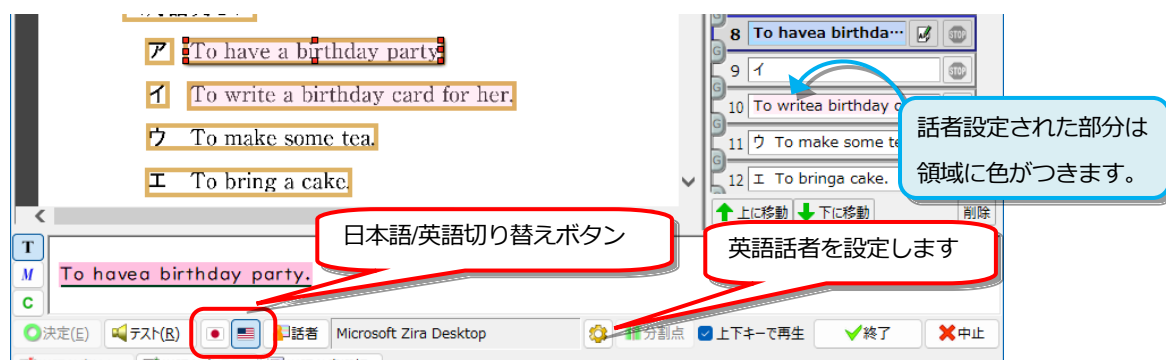 ア To have a birthday party.
イ To write a birthday card for her.
ウ To make some tea.
エ To bring a cake.
8 To havea birthda…
STOP
9 イ
STOP
10 To writea birthday c
11 ウ To make some te
12 エ To bringa cake.
G
G
G
G
上に移動 下に移動 削除
話者設定された部分は
領域に色がつきます。
日本語/英語切り替えボタン
英語話者を設定します
T
M
C
To havea birthday party.
決定(E) テスト(R) 話者 Microsoft Zira Desktop 分割点 上下キーで再生 終了 中止